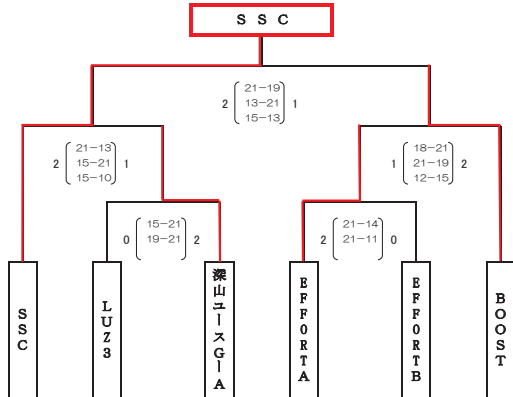 SSC
21-19
2 13-21 1
15-13
21-13
2 15-21 1
15-10
18-21
1 21-19 2
12-15
15-21
0 19-21 2
21-14
2 21-11 0
SSC
LUZ3
深山ユースG-A
EFFORTA
EFFORTB
BOOST